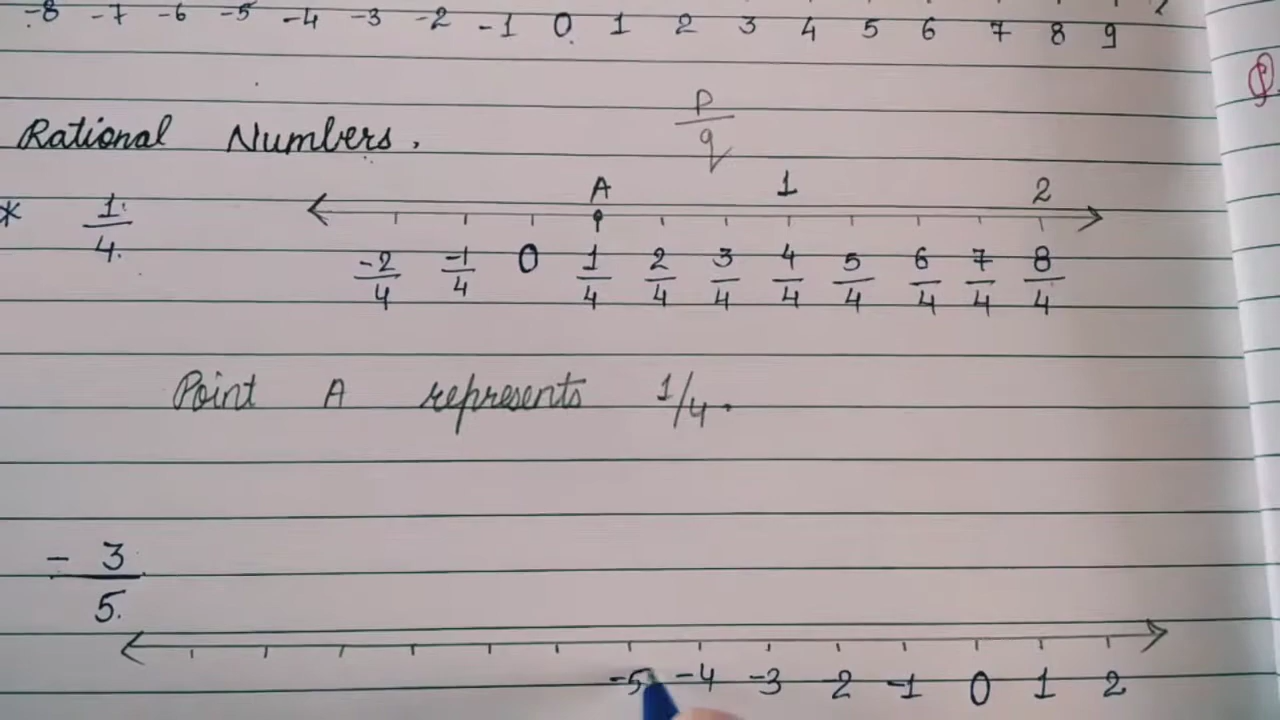 -8 -7 -6 -5 -4 -3 -2 -1 0 1 2 3 4 5 6 7 8 9
P/q
Rational Numbers.
A 1 2
* 1/4
-2/4 -1/4 0 1/4 2/4 3/4 4/4 5/4 6/4 7/4 8/4
Point A represents 1/4.
-3/5
-5 -4 -3 -2 -1 0 1 2